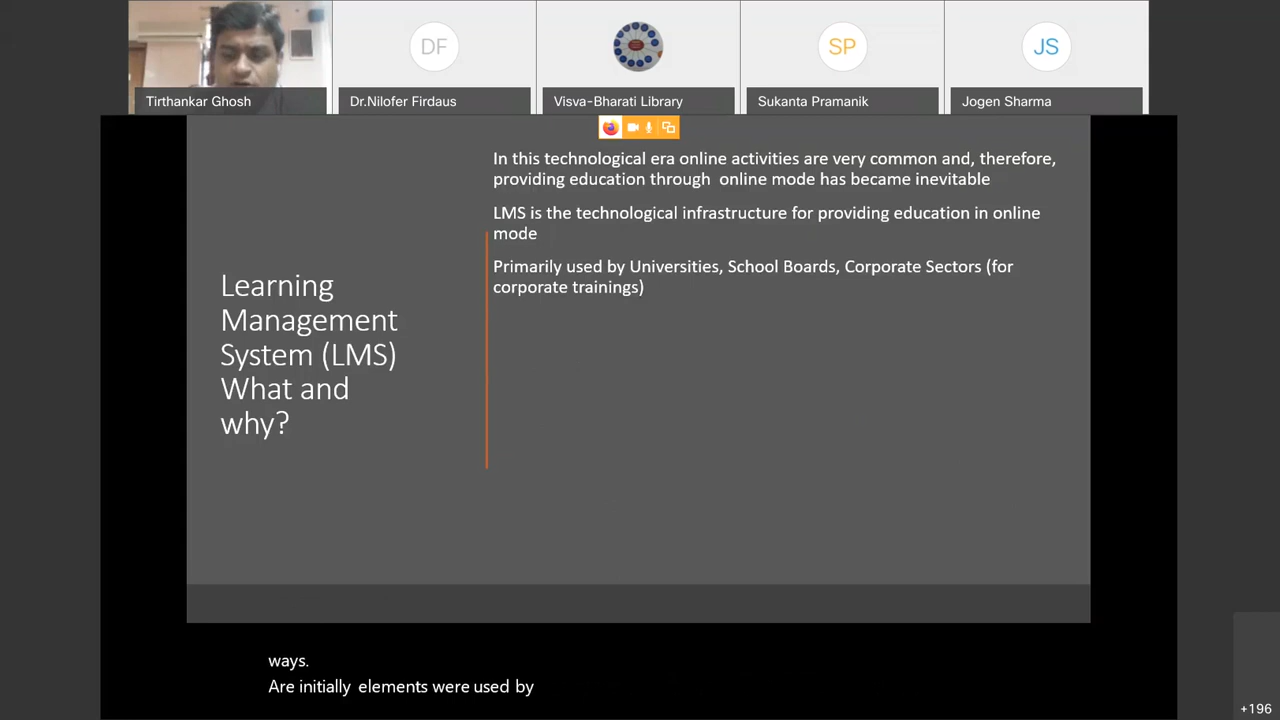 DF
SP
JS
Tirthankar Ghosh
Dr.Nilofer Firdaus
Visva-Bharati Library
Sukanta Pramanik
Jogen Sharma
Learning
Management
System (LMS)
What and
why?
In this technological era online activities are very common and, therefore,
providing education through online mode has became inevitable
LMS is the technological infrastructure for providing education in online
mode
Primarily used by Universities, School Boards, Corporate Sectors (for
corporate trainings)
ways.
Are initially elements were used by
+196